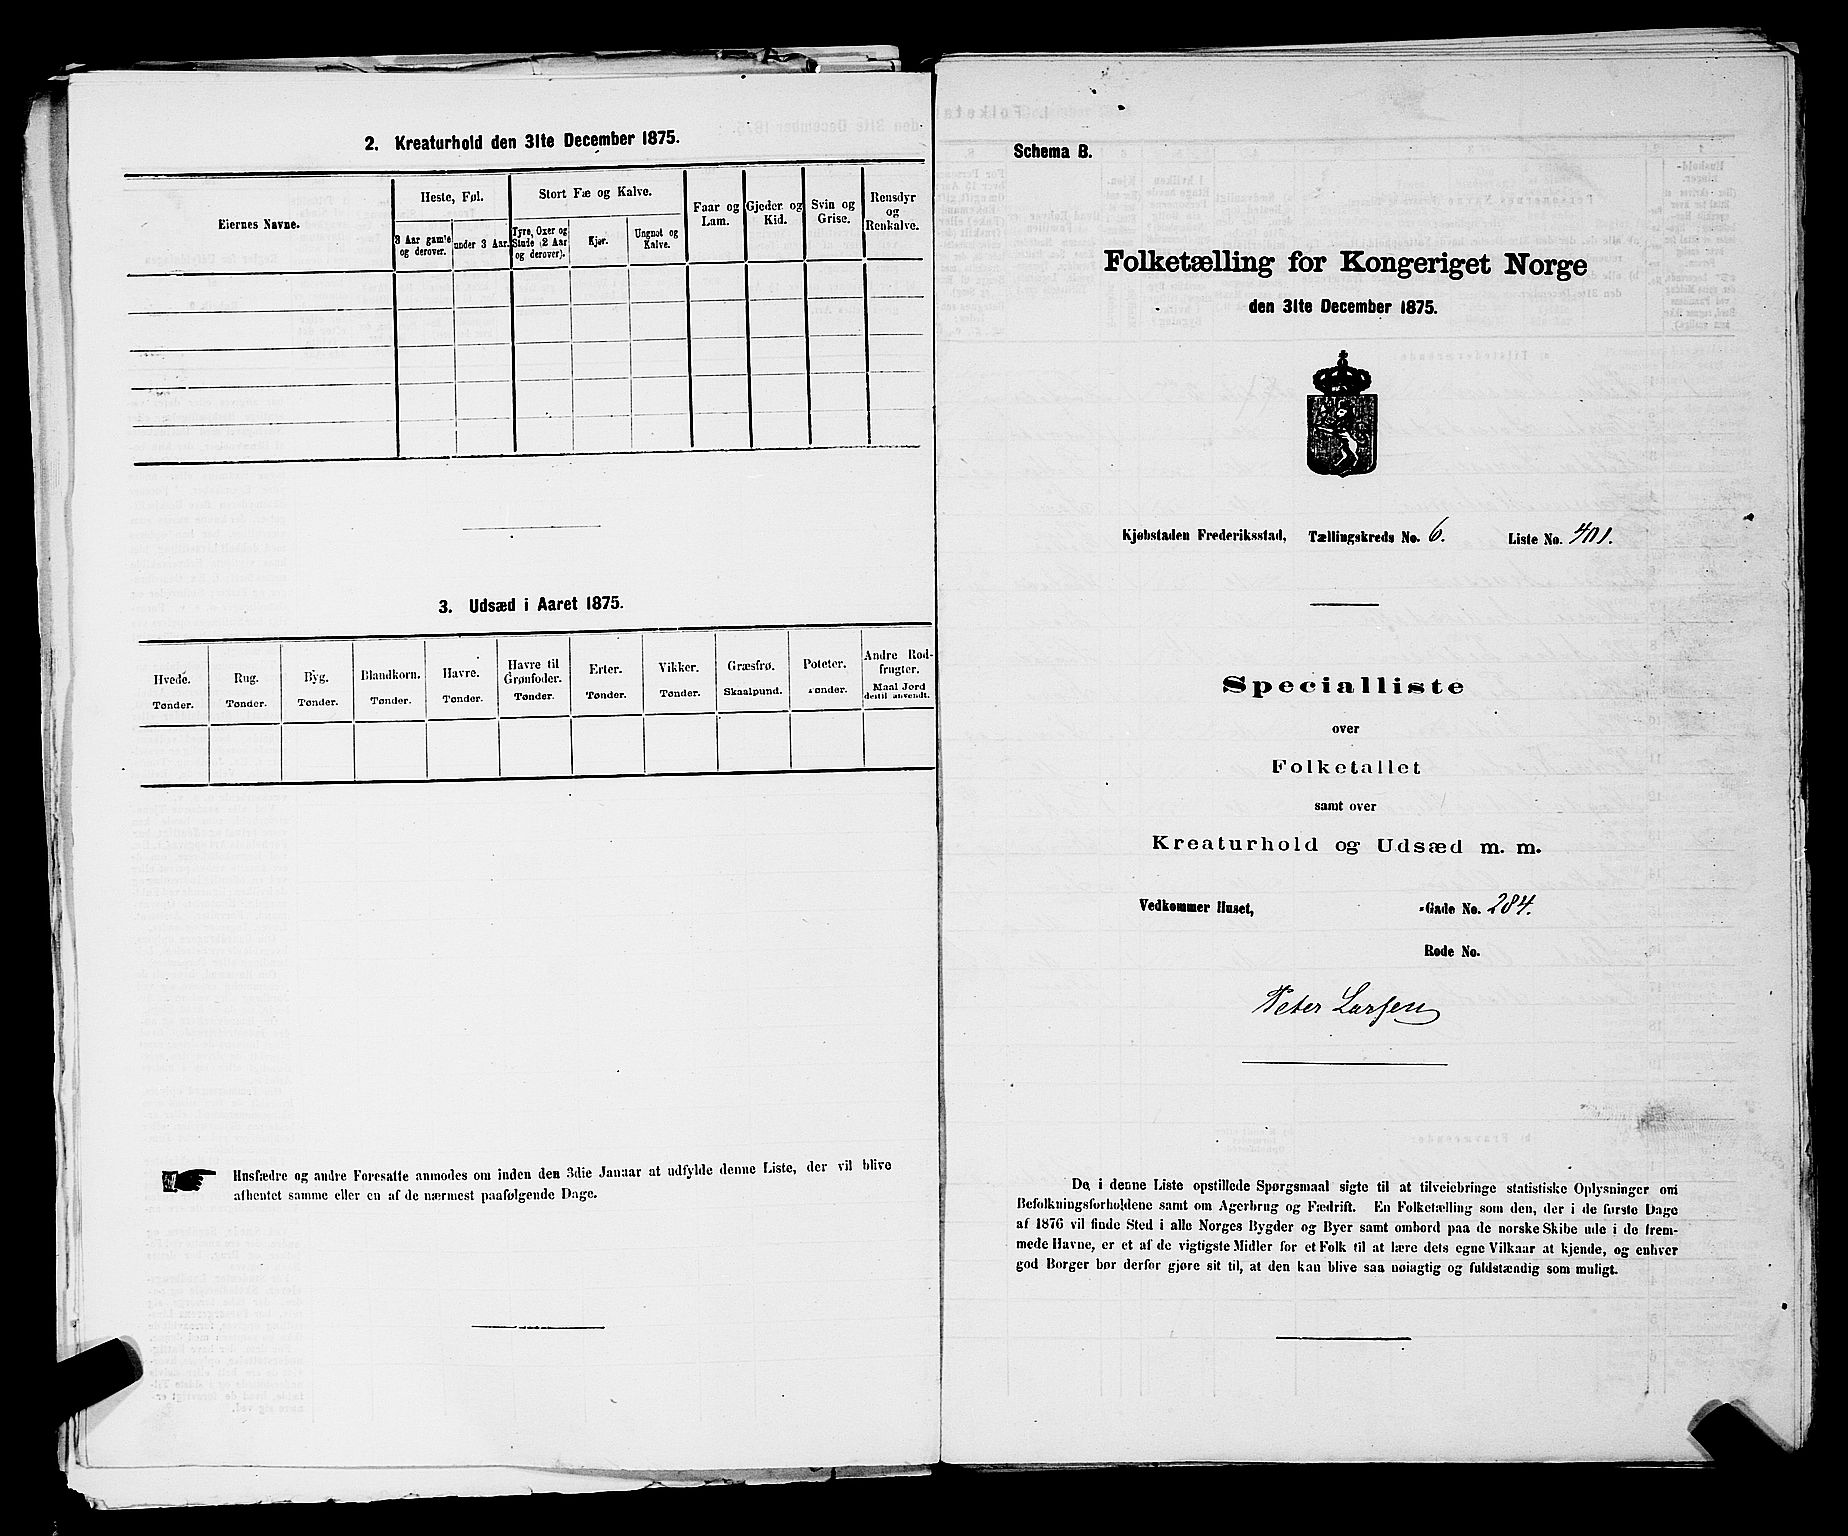 2. Kreaturhold den 31te December 1875.
Eiernes Navne.
Heste, Føl.
3 Aar gamle og derover.
under 3 Aar.
Stort Fæ og Kalve.
Tyre, Oxer og Stude (2 Aar og derover).
Kjør.
Ungnøt og Kalve.
Faar og Lam.
Gjeder og Kid.
Svin og Grise.
Rensdyr og Renkalve.
3. Udsæd i Aaret 1875.
Hvede. Tønder.
Rug. Tønder.
Byg. Tønder.
Blandkorn. Tønder.
Havre. Tønder.
Havre til Grønfoder. Tønder.
Erter. Tønder.
Vikker. Tønder.
Græsfrø. Skaalpund.
Poteter. Tønder.
Andre Rodfrugter. Maal Jord dertil anvendt.
Husfædre og andre Foresatte anmodes om inden den 3die Januar at udfylde denne Liste, der vil blive
afhentet samme eller en af de nærmest paafølgende Dage.
Schema B.
Folketælling for Kongeriget Norge
den 31te December 1875.
Kjøbstaden Frederiksstad, Tællingskreds No. 6. Liste No. 401.
Specialliste
over
Folketallet
samt over
Kreaturhold og Udsæd m. m.
Vedkommer Huset, -Gade No. 284.
Rode No.
Peter Larsen
De, i denne Liste opstillede Spørgsmaal sigte til at tilveiebringe statistiske Oplysninger om
Befolkningsforholdene samt om Agerbrug og Fædrift. En Folketælling som den, der i de første Dage
af 1876 vil finde Sted i alle Norges Bygder og Byer samt ombord paa de norske Skibe ude i de frem-
mede Havne, er et af de vigtigste Midler for et Folk til at lære dets egne Vilkaar at kjende, og enhver
god Borger bør derfor gjøre sit til, at den kan blive saa nøiagtig og fuldstændig som muligt.